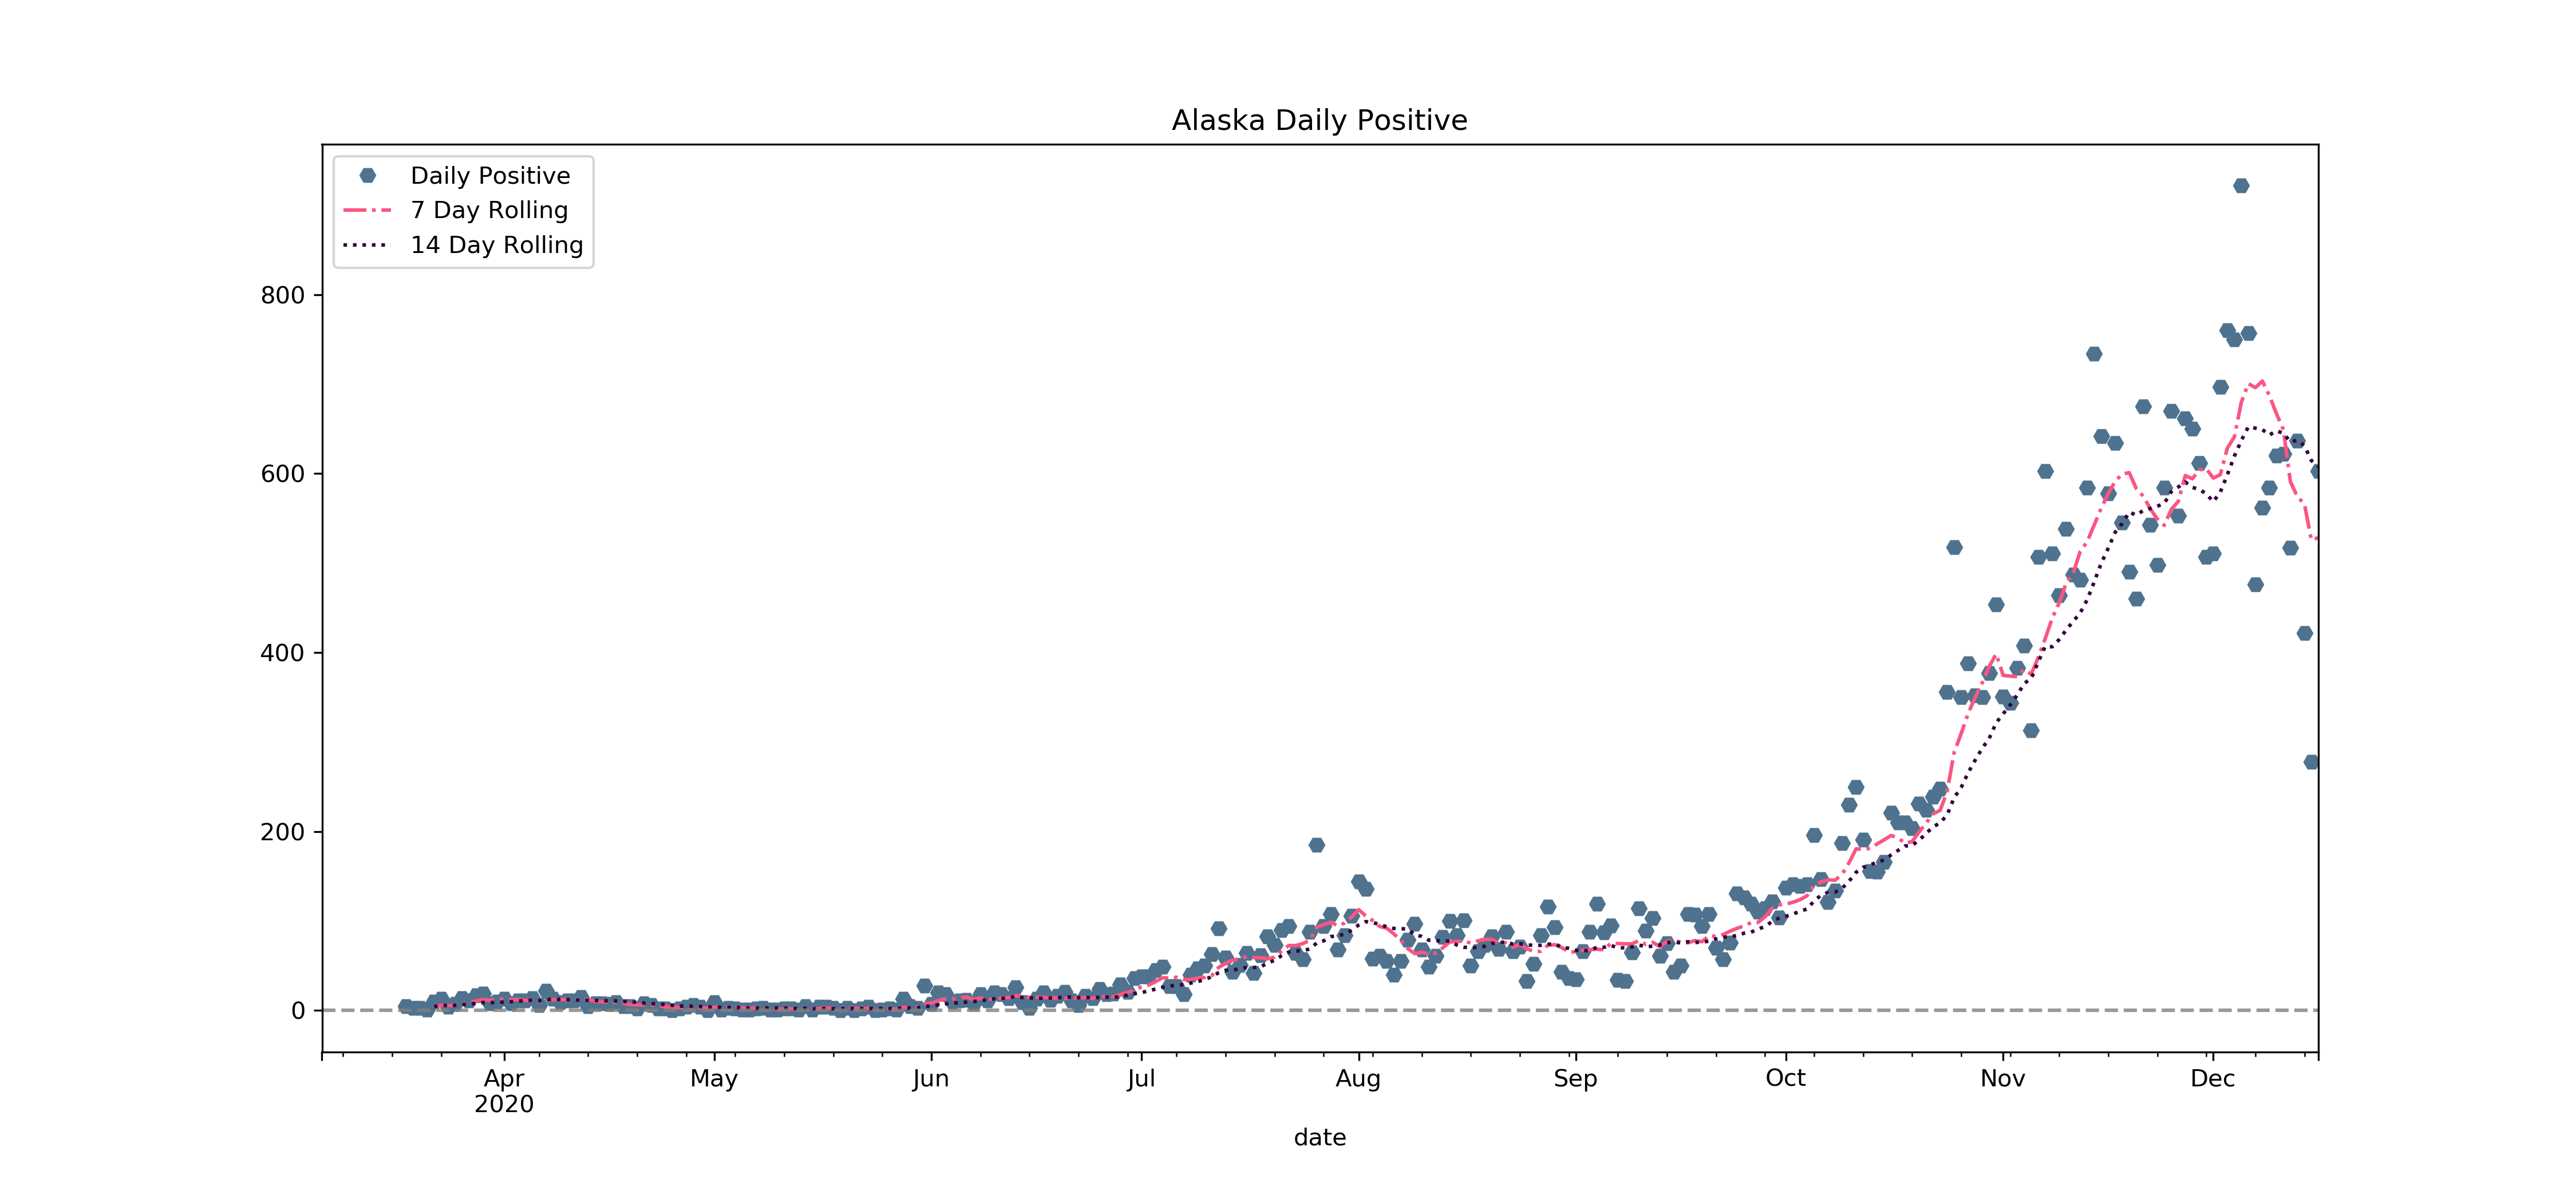 Alaska Daily Positive
Daily Positive
7 Day Rolling
14 Day Rolling
800
600
400
200
0
Apr May Jun Jul Aug Sep Oct Nov Dec
2020
date